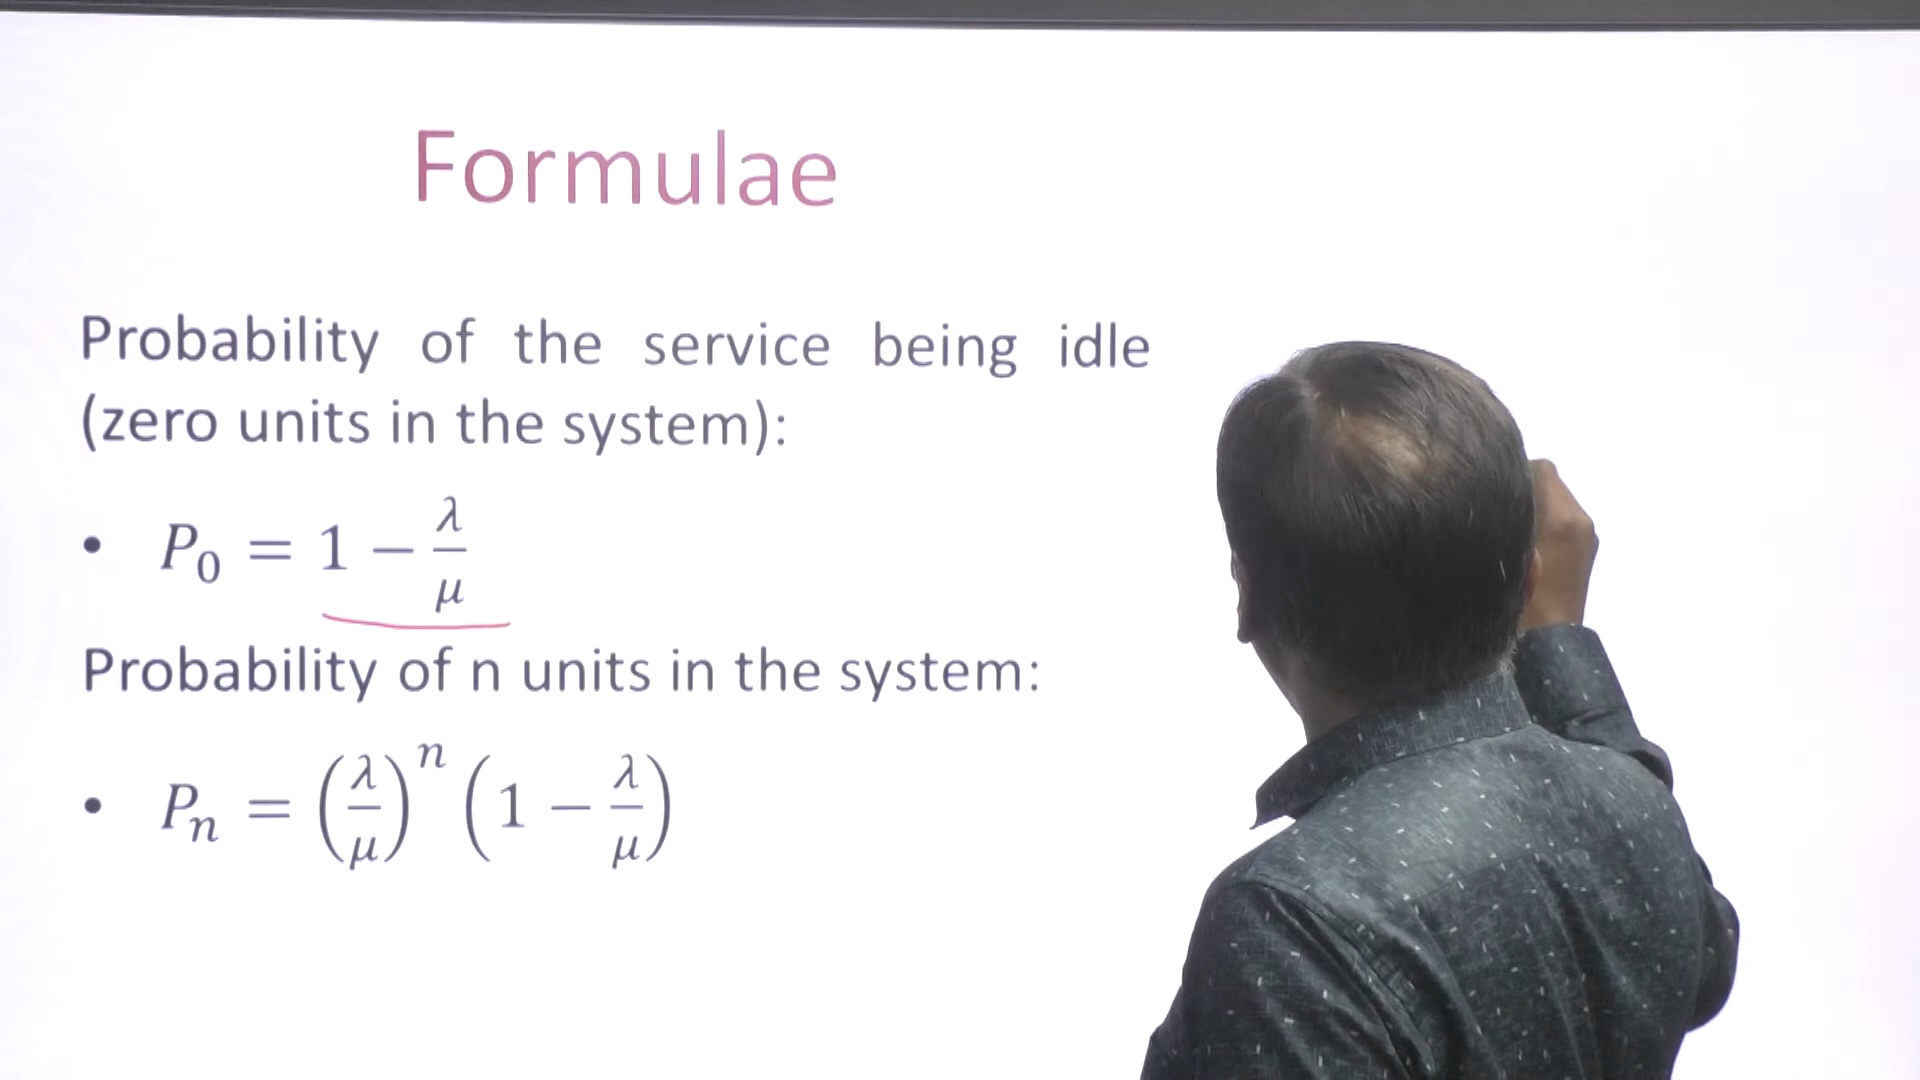 Formulae
Probability of the service being idle
(zero units in the system):
• P₀ = 1 − λ/μ
Probability of n units in the system:
• Pₙ = (λ/μ)ⁿ (1 − λ/μ)